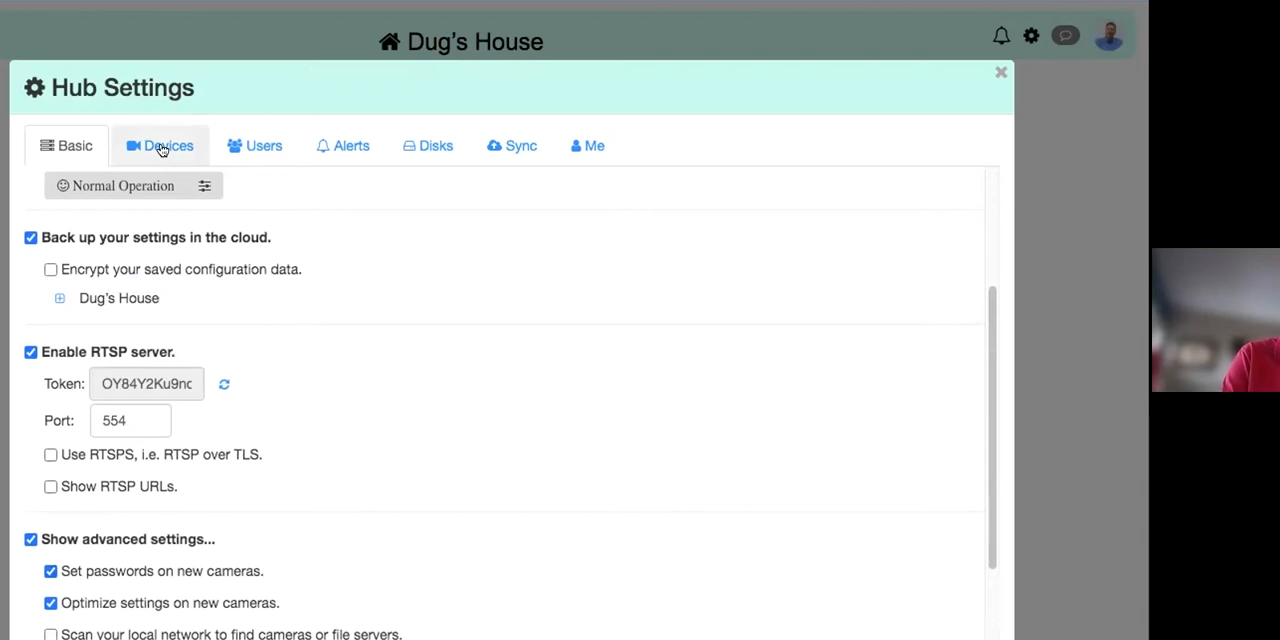 Dug's House
Hub Settings
Basic Devices Users Alerts Disks Sync Me
Normal Operation
Back up your settings in the cloud.
Encrypt your saved configuration data.
Dug's House
Enable RTSP server.
Token: OY84Y2Ku9nc
Port: 554
Use RTSPS, i.e. RTSP over TLS.
Show RTSP URLs.
Show advanced settings...
Set passwords on new cameras.
Optimize settings on new cameras.
Scan your local network to find cameras or file servers.